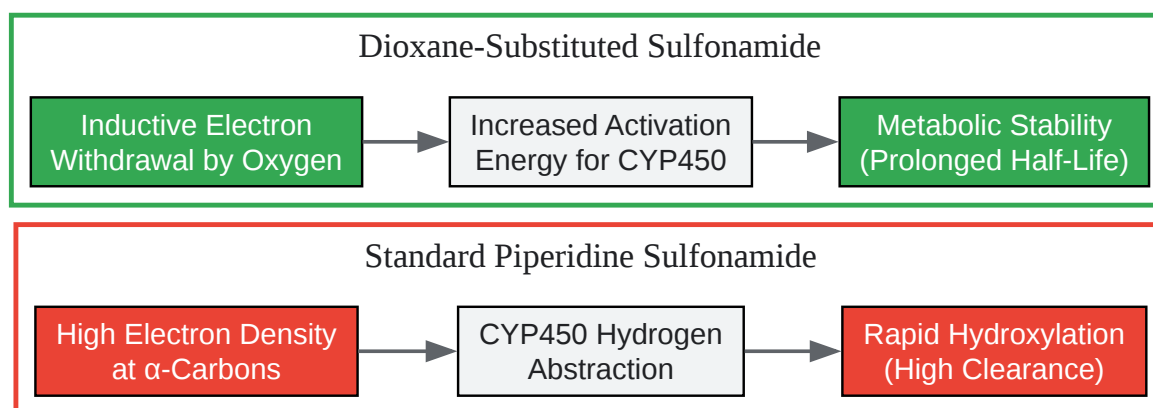 Dioxane-Substituted Sulfonamide
Inductive Electron
Withdrawal by Oxygen
Increased Activation
Energy for CYP450
Metabolic Stability
(Prolonged Half-Life)
Standard Piperidine Sulfonamide
High Electron Density
at α-Carbons
CYP450 Hydrogen
Abstraction
Rapid Hydroxylation
(High Clearance)